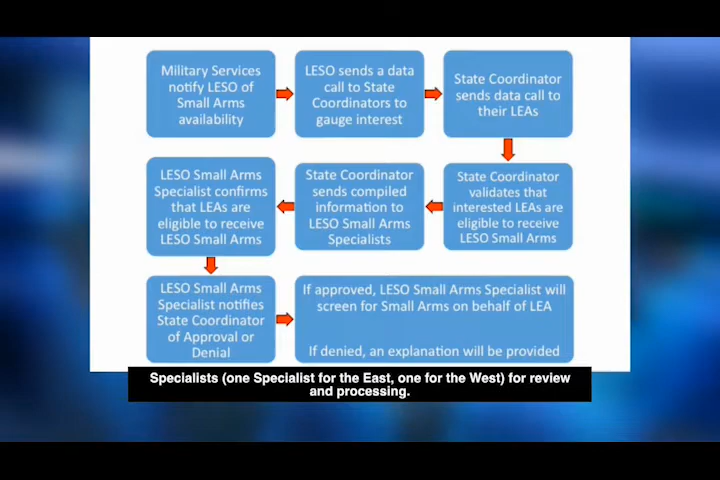 Military Services
notify LESO of
Small Arms
availability
LESO sends a data
call to State
Coordinators to
gauge interest
State Coordinator
sends data call to
their LEAs
LESO Small Arms
Specialist confirms
that LEAs are
eligible to receive
LESO Small Arms
State Coordinator
sends compiled
information to
LESO Small Arms
Specialists
State Coordinator
validates that
interested LEAs are
eligible to receive
LESO Small Arms
LESO Small Arms
Specialist notifies
State Coordinator
of Approval or
Denial
If approved, LESO Small Arms Specialist will
screen for Small Arms on behalf of LEA
If denied, an explanation will be provided
Specialists (one Specialist for the East, one for the West) for review
and processing.